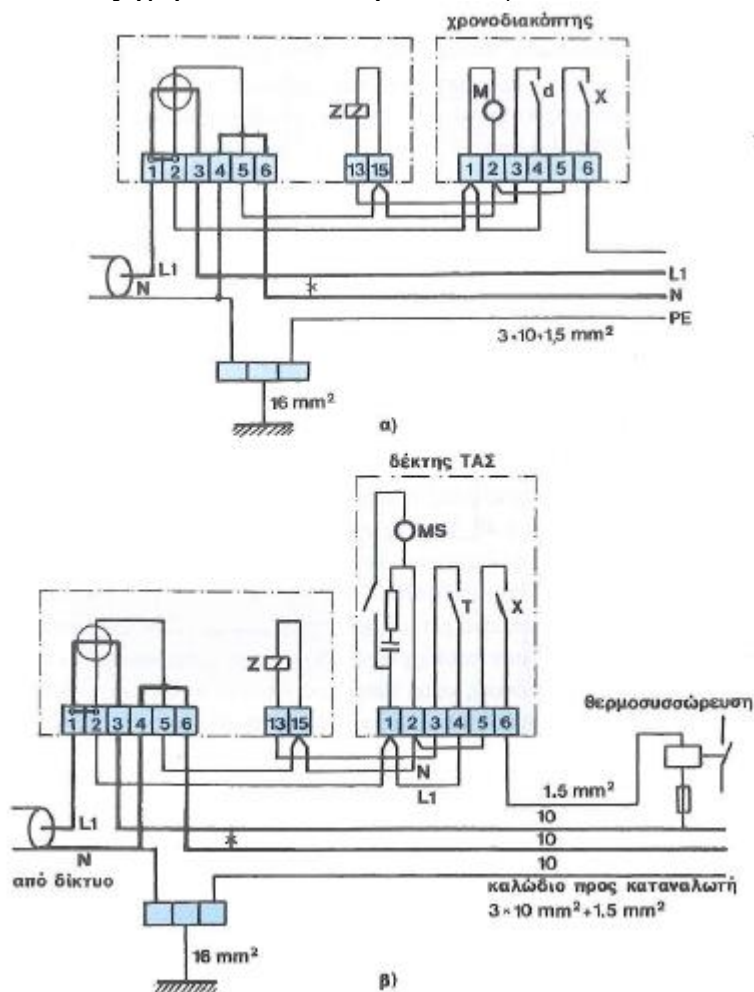 χρονοδιακόπτης
Z
M
d
X
1 2 3 4 5 6
13 15
1 2 3 4 5 6
L1
N
L1
N
PE
3×10+1,5 mm²
16 mm²
α)
δέκτης ΤΑΣ
MS
T
X
Z
1 2 3 4 5 6
13 15
1 2 3 4 5 6
θερμοσυσσώρευση
N
L1
1.5 mm²
L1
10
10
N
10
από δίκτυο
καλώδιο προς καταναλωτή
3×10 mm²+1.5 mm²
16 mm²
β)